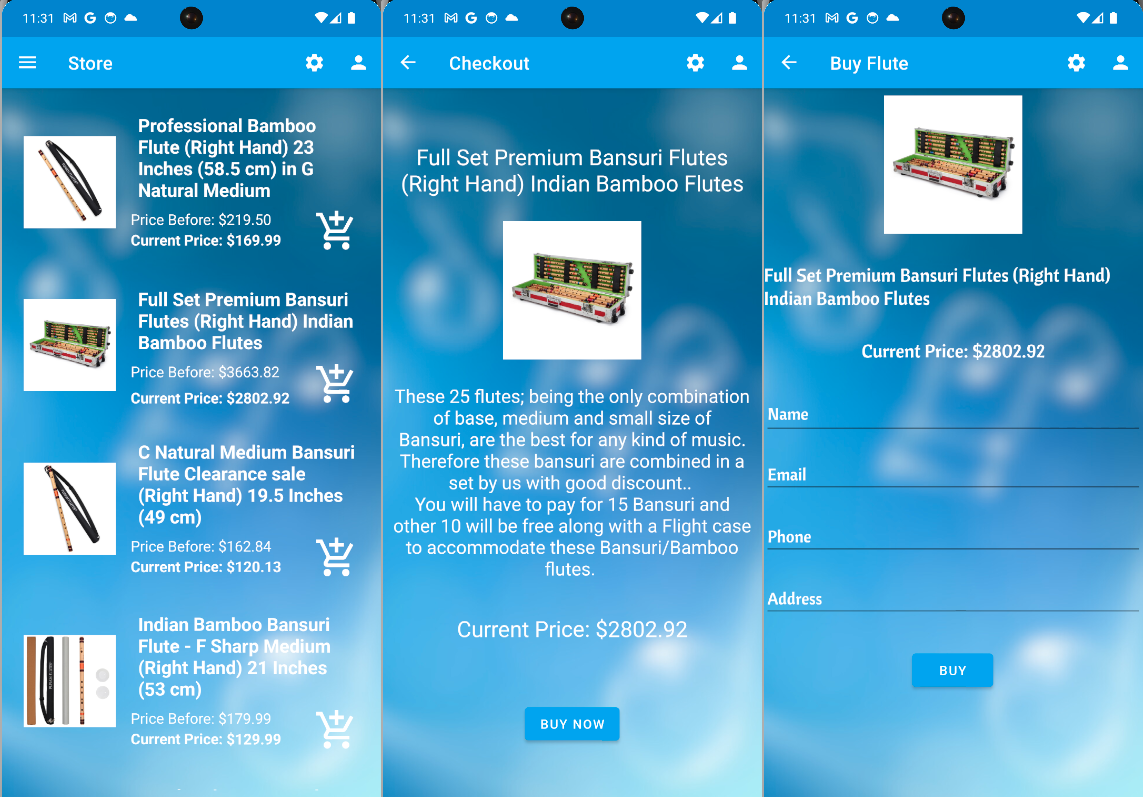 11:31
Store
Professional Bamboo
Flute (Right Hand) 23
Inches (58.5 cm) in G
Natural Medium
Price Before: $219.50
Current Price: $169.99
Full Set Premium Bansuri
Flutes (Right Hand) Indian
Bamboo Flutes
Price Before: $3663.82
Current Price: $2802.92
C Natural Medium Bansuri
Flute Clearance sale
(Right Hand) 19.5 Inches
(49 cm)
Price Before: $162.84
Current Price: $120.13
Indian Bamboo Bansuri
Flute - F Sharp Medium
(Right Hand) 21 Inches
(53 cm)
Price Before: $179.99
Current Price: $129.99
11:31
Checkout
Full Set Premium Bansuri Flutes
(Right Hand) Indian Bamboo Flutes
These 25 flutes; being the only combination
of base, medium and small size of
Bansuri, are the best for any kind of music.
Therefore these bansuri are combined in a
set by us with good discount..
You will have to pay for 15 Bansuri and
other 10 will be free along with a Flight case
to accommodate these Bansuri/Bamboo
flutes.
Current Price: $2802.92
BUY NOW
11:31
Buy Flute
Full Set Premium Bansuri Flutes (Right Hand)
Indian Bamboo Flutes
Current Price: $2802.92
Name
Email
Phone
Address
BUY